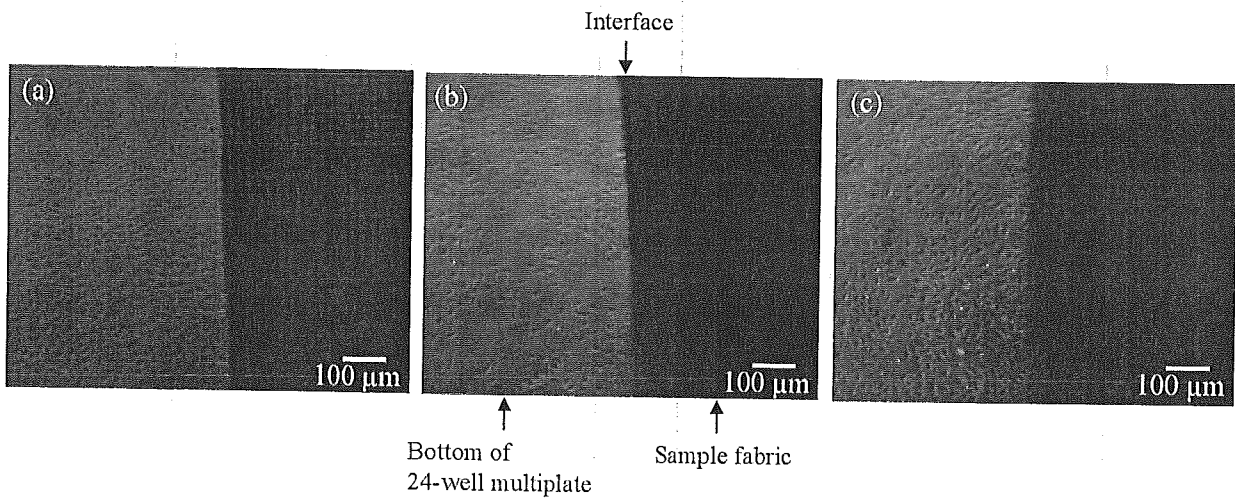 Interface
(a)
(b)
(c)
100 μm
100 μm
100 μm
Bottom of
24-well multiplate
Sample fabric